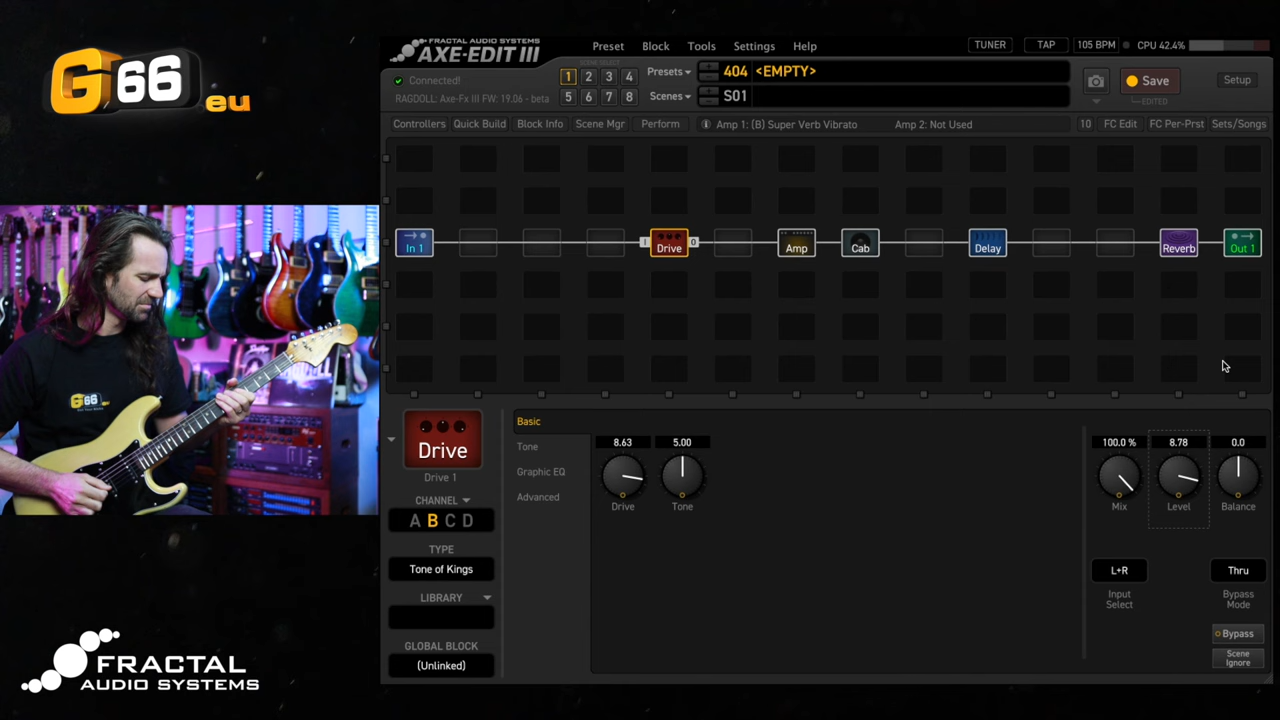 G66.eu
FRACTAL AUDIO SYSTEMS
AXE-EDIT III
Preset Block Tools Settings Help
TUNER TAP 105 BPM CPU 42.4%
Connected!
RAGDOLL: Axe-Fx III FW: 19.06 - beta
SCENE SELECT
1 2 3 4
5 6 7 8
Presets 404 <EMPTY>
Scenes S01
Save
EDITED
Setup
Controllers Quick Build Block Info Scene Mgr Perform Amp 1: (B) Super Verb Vibrato Amp 2: Not Used 10 FC Edit FC Per-Prst Sets/Songs
In 1 I Drive O Amp Cab Delay Reverb Out 1
G66
Drive
Drive 1
CHANNEL
A B C D
TYPE
Tone of Kings
LIBRARY
GLOBAL BLOCK
(Unlinked)
Basic
Tone
Graphic EQ
Advanced
8.63 5.00
Drive Tone
100.0 % 8.78 0.0
Mix Level Balance
L+R Thru
Input Select
Bypass Mode
Bypass
Scene Ignore
FRACTAL
AUDIO SYSTEMS